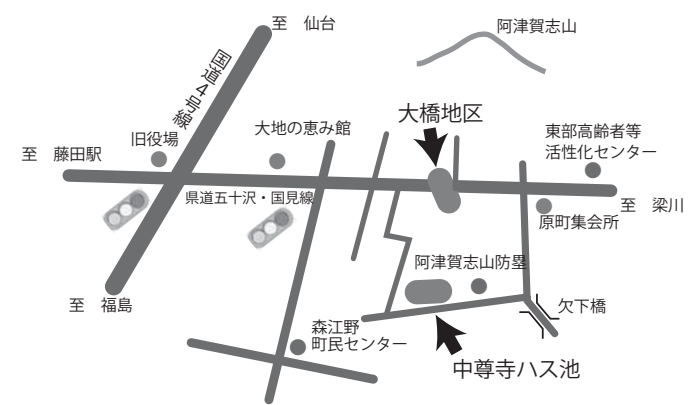 至　仙台
阿津賀志山
国道4号線
大橋地区
大地の恵み館
旧役場
東部高齢者等
活性化センター
至　藤田駅
県道五十沢・国見線
至　梁川
原町集会所
阿津賀志山防塁
至　福島
欠下橋
森江野
町民センター
中尊寺ハス池